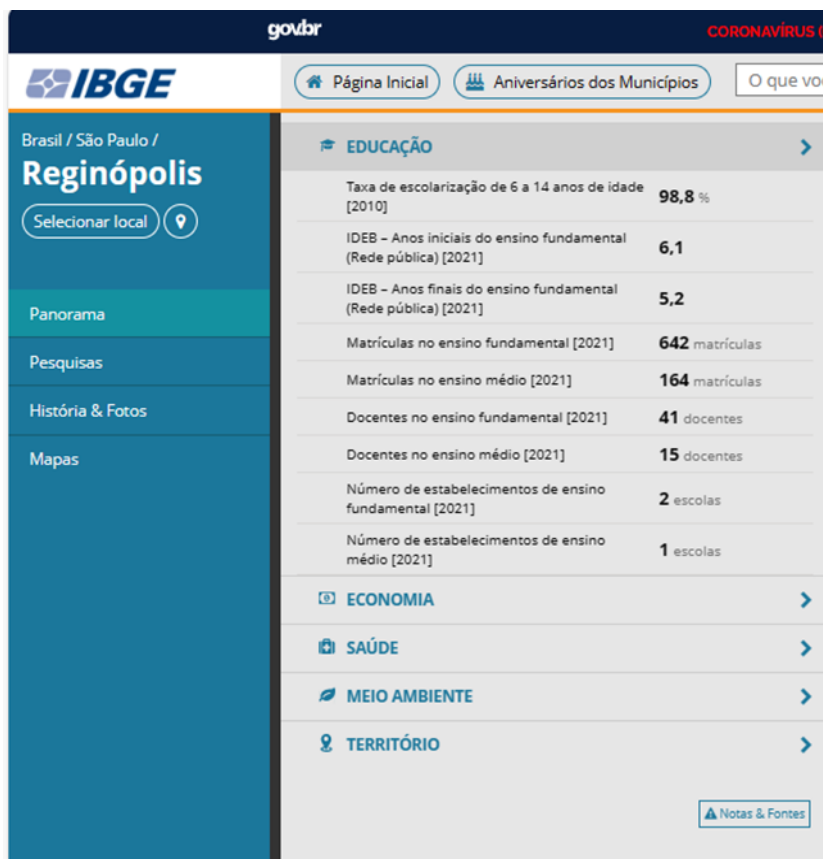 gov.br
CORONAVÍRUS (
IBGE
Página Inicial
Aniversários dos Municípios
O que vo
Brasil / São Paulo /
Reginópolis
Selecionar local
Panorama
Pesquisas
História & Fotos
Mapas
EDUCAÇÃO
Taxa de escolarização de 6 a 14 anos de idade
[2010]
98,8 %
IDEB – Anos iniciais do ensino fundamental
(Rede pública) [2021]
6,1
IDEB – Anos finais do ensino fundamental
(Rede pública) [2021]
5,2
Matrículas no ensino fundamental [2021] 642 matrículas
Matrículas no ensino médio [2021] 164 matrículas
Docentes no ensino fundamental [2021] 41 docentes
Docentes no ensino médio [2021] 15 docentes
Número de estabelecimentos de ensino
fundamental [2021]
2 escolas
Número de estabelecimentos de ensino
médio [2021]
1 escolas
ECONOMIA
SAÚDE
MEIO AMBIENTE
TERRITÓRIO
Notas & Fontes